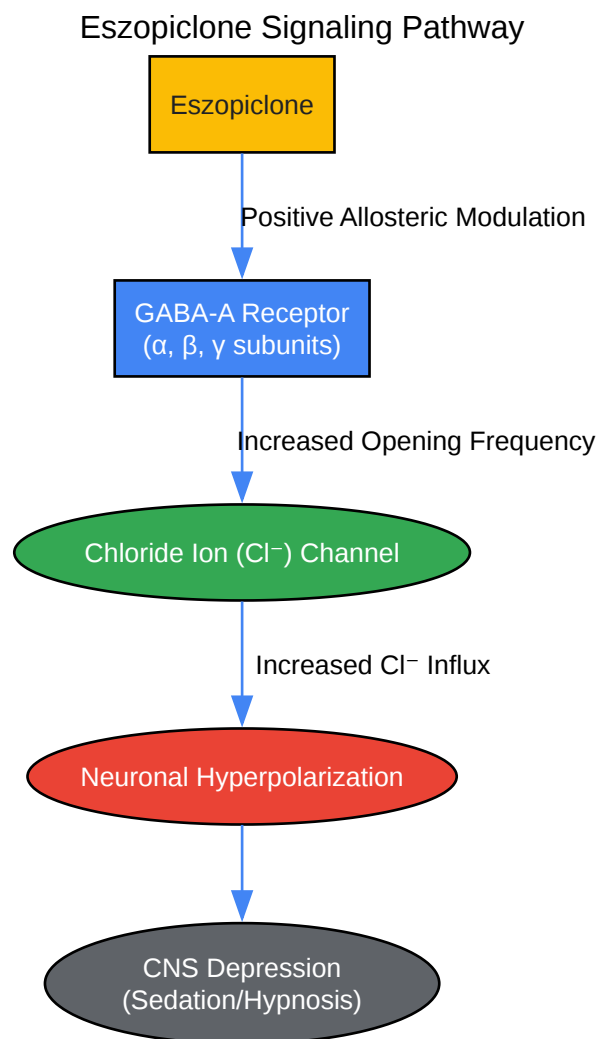 Eszopiclone Signaling Pathway
Eszopiclone
Positive Allosteric Modulation
GABA-A Receptor
(α, β, γ subunits)
Increased Opening Frequency
Chloride Ion (Cl⁻) Channel
Increased Cl⁻ Influx
Neuronal Hyperpolarization
CNS Depression
(Sedation/Hypnosis)